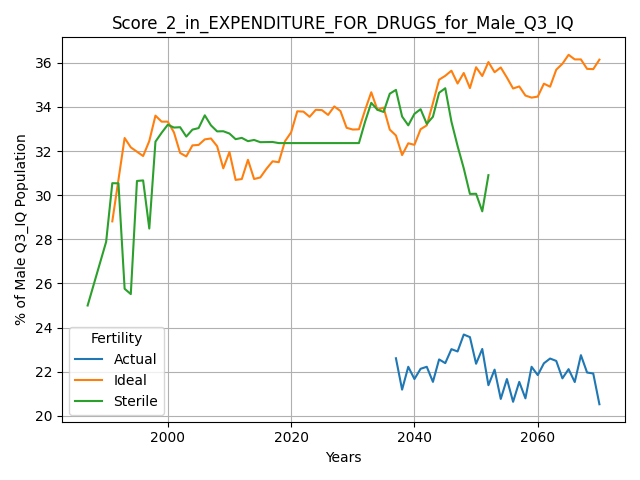 Score_2_in_EXPENDITURE_FOR_DRUGS_for_Male_Q3_IQ
% of Male Q3_IQ Population
36
34
32
30
28
26
24
22
20
Fertility
Actual
Ideal
Sterile
2000
2020
2040
2060
Years